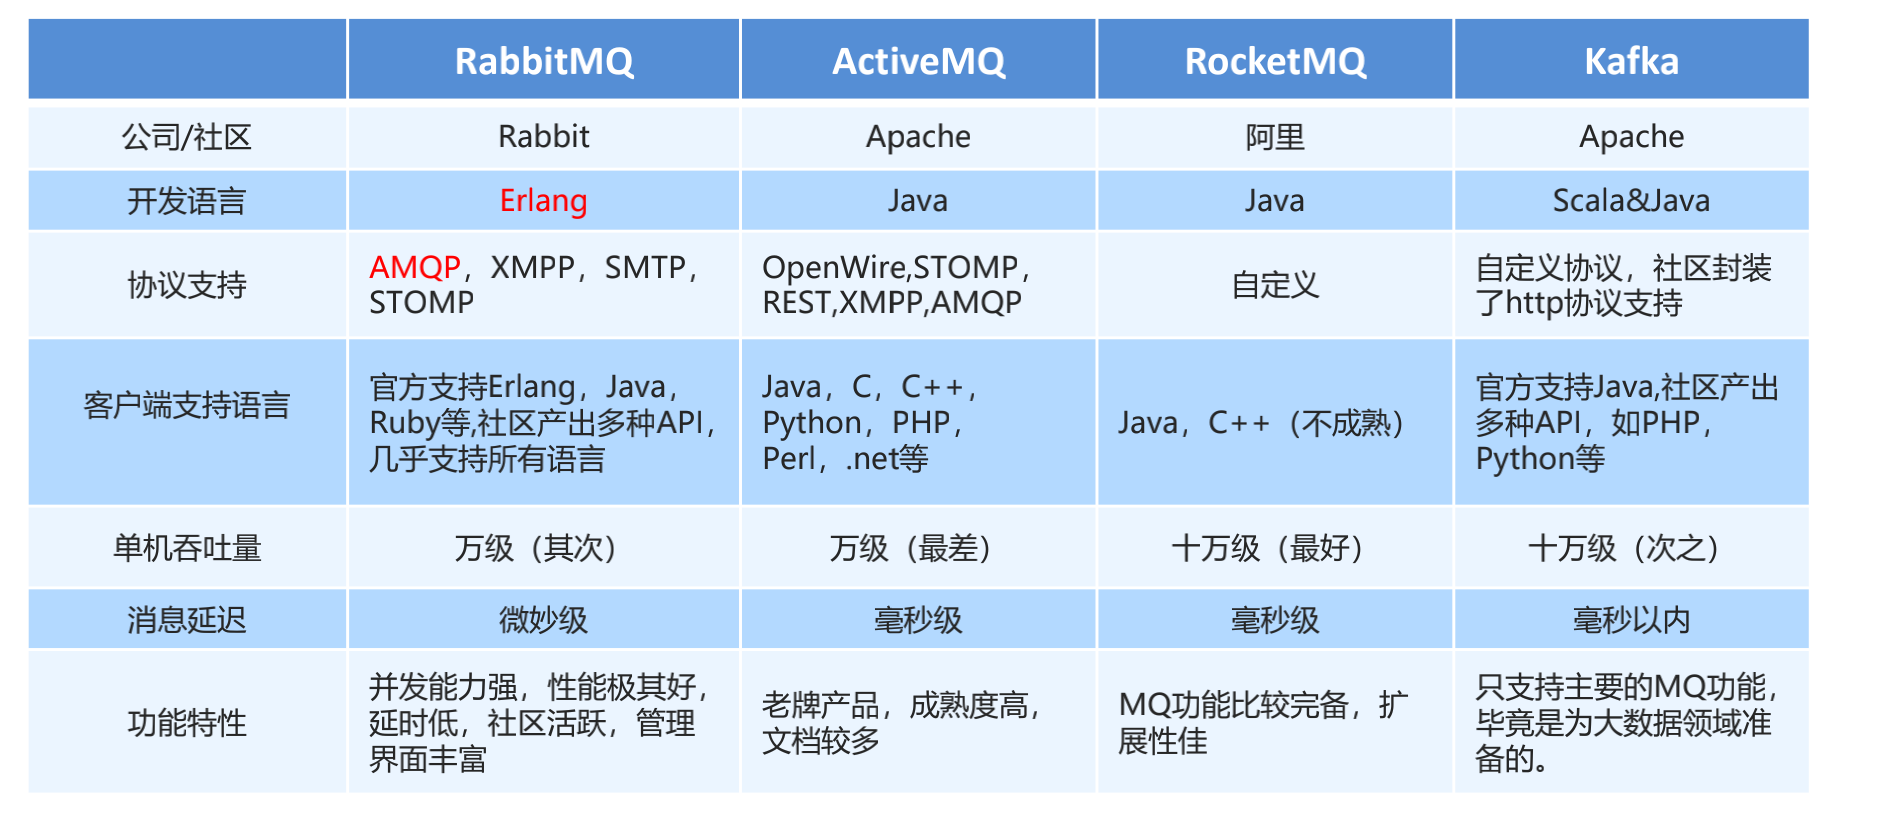 RabbitMQ ActiveMQ RocketMQ Kafka
公司/社区 Rabbit Apache 阿里 Apache
开发语言 Erlang Java Java Scala&Java
协议支持
AMQP，XMPP，SMTP，
STOMP
OpenWire,STOMP，
REST,XMPP,AMQP
自定义
自定义协议，社区封装
了http协议支持
客户端支持语言
官方支持Erlang，Java，
Ruby等,社区产出多种API，
几乎支持所有语言
Java，C，C++，
Python，PHP，
Perl，.net等
Java，C++（不成熟）
官方支持Java,社区产出
多种API，如PHP，
Python等
单机吞吐量 万级（其次） 万级（最差） 十万级（最好） 十万级（次之）
消息延迟 微妙级 毫秒级 毫秒级 毫秒以内
功能特性
并发能力强，性能极其好，
延时低，社区活跃，管理
界面丰富
老牌产品，成熟度高，
文档较多
MQ功能比较完备，扩
展性佳
只支持主要的MQ功能，
毕竟是为大数据领域准
备的。